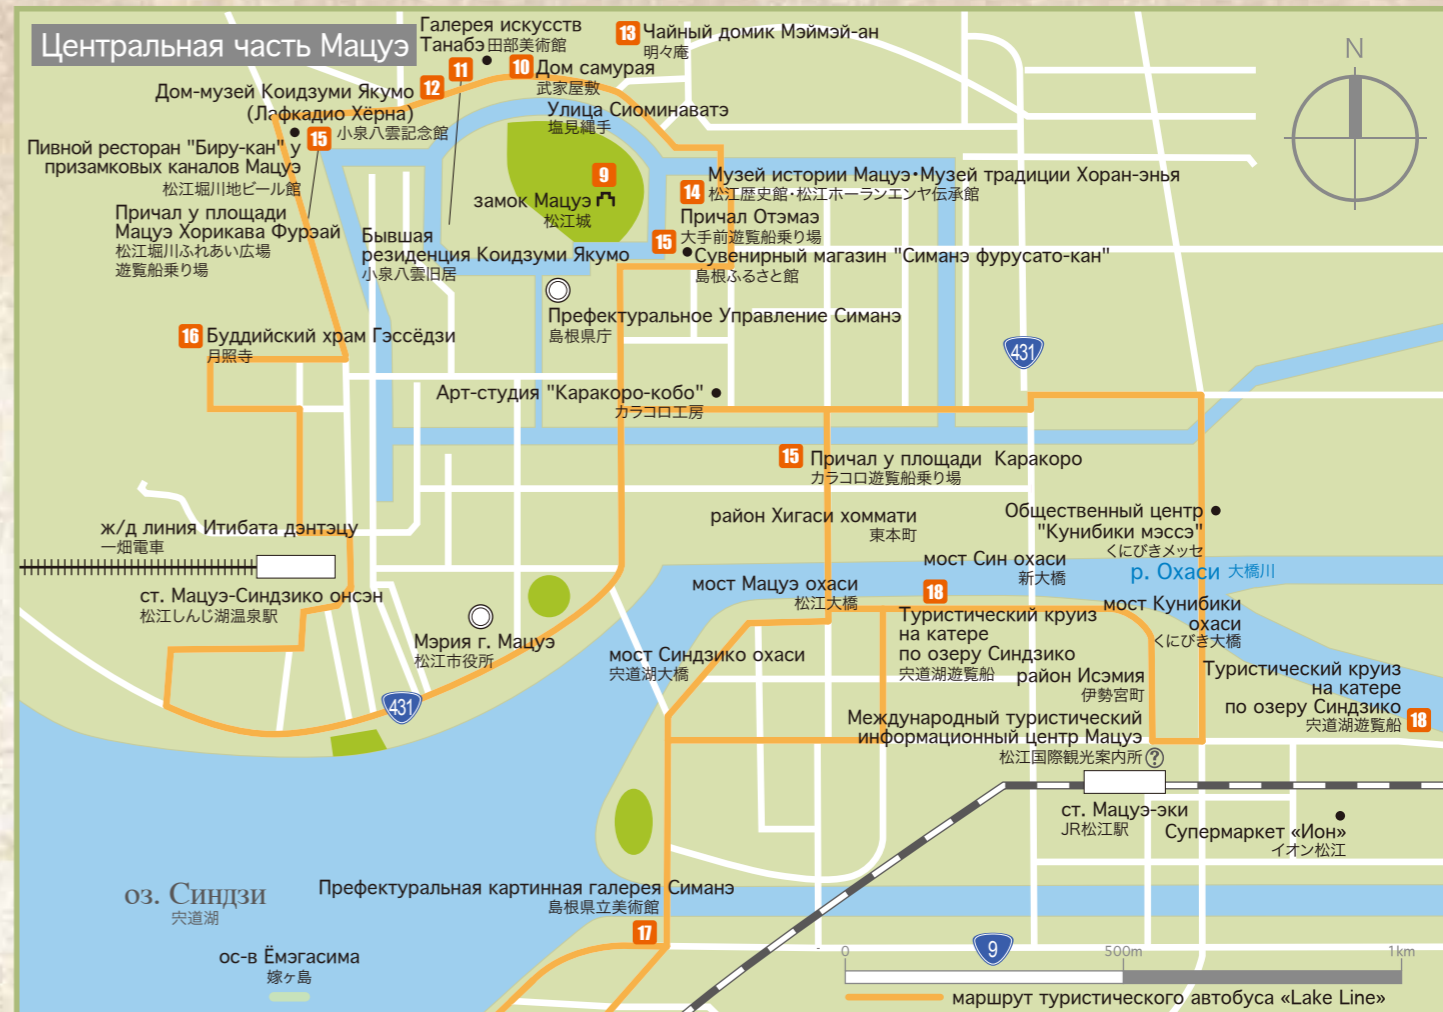 Центральная часть Мацуэ
Галерея искусств
Танабэ 田部美術館
13 Чайный домик Мэймэй-ан
明々庵
N
11
10 Дом самурая
武家屋敷
Дом-музей Коидзуми Якумо 12
(Лафкадио Хёрна)
小泉八雲記念館
Улица Сиоминаватэ
塩見縄手
15
Пивной ресторан "Биру-кан" у
призамковых каналов Мацуэ
松江堀川地ビール館
9
замок Мацуэ
松江城
14 Музей истории Мацуэ・Музей традиции Хоран-энья
松江歴史館・松江ホーランエンヤ伝承館
Причал у площади
Мацуэ Хорикава Фурэай
松江堀川ふれあい広場
遊覧船乗り場
Бывшая
резиденция Коидзуми Якумо
小泉八雲旧居
15 Причал Отэмаэ
大手前遊覧船乗り場
Сувенирный магазин "Симанэ фурусато-кан"
島根ふるさと館
Префектуральное Управление Симанэ
島根県庁
16 Буддийский храм Гэссёдзи
月照寺
431
Арт-студия "Каракоро-кобо"
カラコロ工房
15 Причал у площади Каракоро
カラコロ遊覧船乗り場
ж/д линия Итибата дэнтэцу
一畑電車
район Хигаси хоммати
東本町
Общественный центр
"Кунибики мэссэ"
くにびきメッセ
мост Син охаси
新大橋
р. Охаси 大橋川
ст. Мацуэ-Синдзико онсэн
松江しんじ湖温泉駅
мост Мацуэ охаси
松江大橋
18
Туристический круиз
на катере
по озеру Синдзико
宍道湖遊覧船
мост Кунибики
охаси
くにびき大橋
Мэрия г. Мацуэ
松江市役所
мост Синдзико охаси
宍道湖大橋
район Исэмия
伊勢宮町
Туристический круиз
на катере
по озеру Синдзико
宍道湖遊覧船 18
431
Международный туристический
информационный центр Мацуэ
松江国際観光案内所 ?
ст. Мацуэ-эки
JR松江駅
Супермаркет «Ион»
イオン松江
оз. Синдзи
宍道湖
Префектуральная картинная галерея Симанэ
島根県立美術館
17
ос-в Ёмэгасима
嫁ヶ島
9
0 500m 1km
маршрут туристического автобуса «Lake Line»